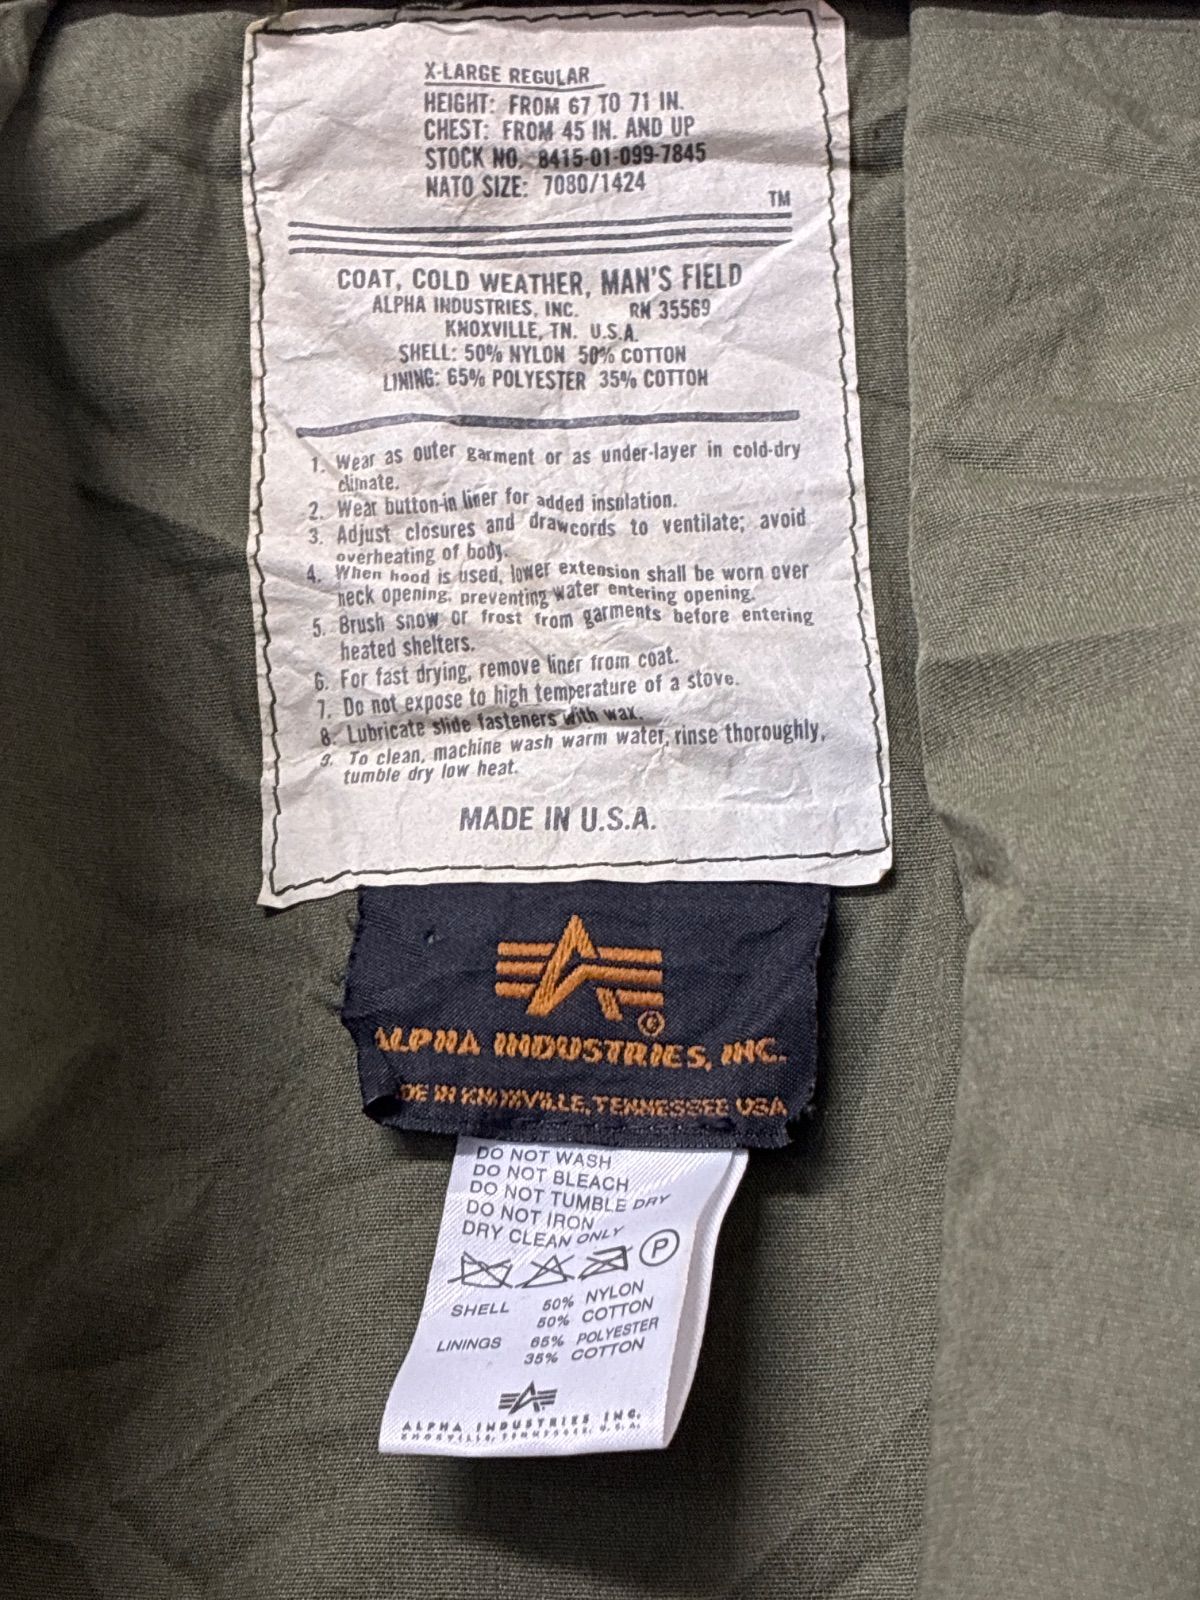 X-LARGE REGULAR
HEIGHT: FROM 67 TO 71 IN.
CHEST: FROM 45 IN. AND UP
STOCK NO. 8415-01-099-7845
NATO SIZE: 7080/1424
TM
COAT, COLD WEATHER, MAN'S FIELD
ALPHA INDUSTRIES, INC. RN 35569
KNOXVILLE, TN. U.S.A.
SHELL: 50% NYLON 50% COTTON
LINING: 65% POLYESTER 35% COTTON
1. Wear as outer garment or as under-layer in cold-dry
climate.
2. Wear button-in liner for added insulation.
3. Adjust closures and drawcords to ventilate; avoid
overheating of body.
4. When hood is used, lower extension shall be worn over
neck opening, preventing water entering opening.
5. Brush snow or frost from garments before entering
heated shelters.
6. For fast drying, remove liner from coat.
7. Do not expose to high temperature of a stove.
8. Lubricate slide fasteners with wax.
9. To clean, machine wash warm water, rinse thoroughly,
tumble dry low heat.
MADE IN U.S.A.
®
ALPHA INDUSTRIES, INC.
DE IN KNOXVILLE, TENNESSEE USA
DO NOT WASH
DO NOT BLEACH
DO NOT TUMBLE DRY
DO NOT IRON
DRY CLEAN ONLY
P
SHELL 50% NYLON
50% COTTON
LININGS 65% POLYESTER
35% COTTON
ALPHA INDUSTRIES INC.
KNOXVILLE, TENNESSEE, U.S.A.